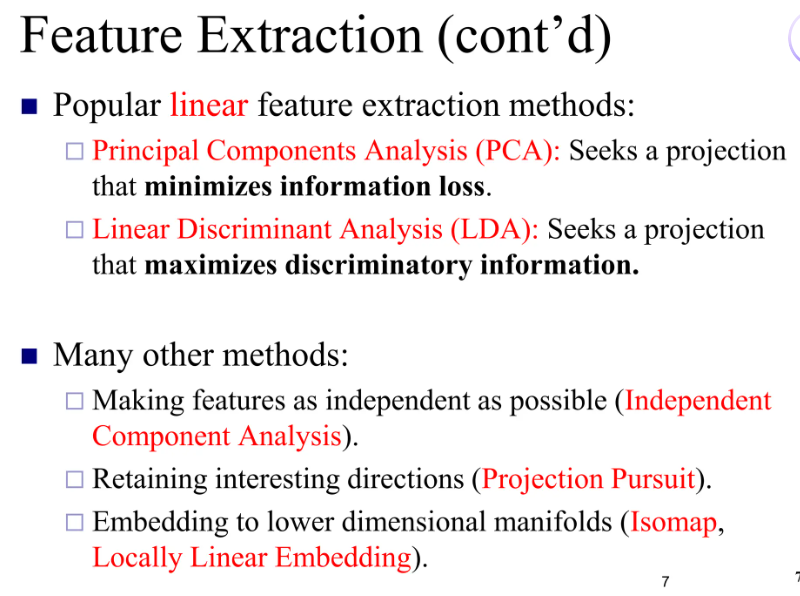 Feature Extraction (cont’d)
Popular linear feature extraction methods:
Principal Components Analysis (PCA): Seeks a projection
that minimizes information loss.
Linear Discriminant Analysis (LDA): Seeks a projection
that maximizes discriminatory information.
Many other methods:
Making features as independent as possible (Independent
Component Analysis).
Retaining interesting directions (Projection Pursuit).
Embedding to lower dimensional manifolds (Isomap,
Locally Linear Embedding).
7
7